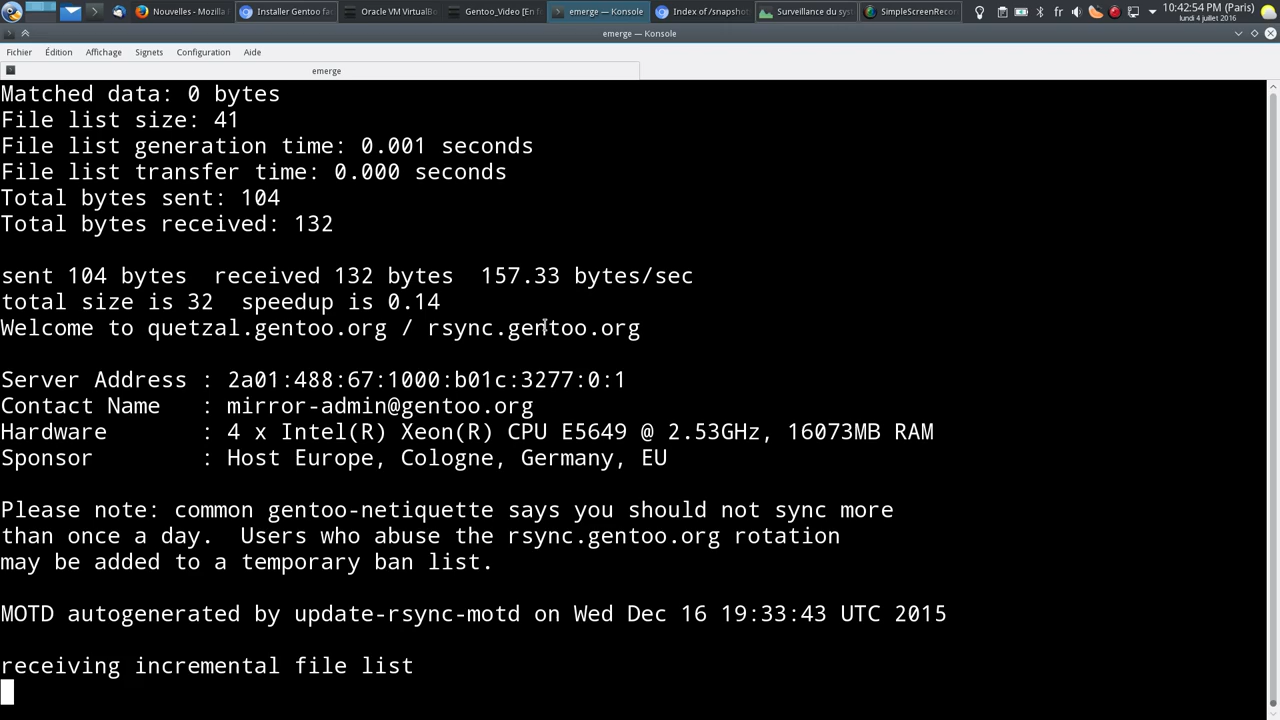 Nouvelles - Mozilla
Installer Gentoo fac
Oracle VM VirtualB
Gentoo_Video [En f
emerge — Konsole
Index of /snapshot
Surveillance du sys
SimpleScreenReco
fr
10:42:54 PM (Paris)
lundi 4 juillet 2016
emerge — Konsole
Fichier Édition Affichage Signets Configuration Aide
emerge
Matched data: 0 bytes
File list size: 41
File list generation time: 0.001 seconds
File list transfer time: 0.000 seconds
Total bytes sent: 104
Total bytes received: 132
sent 104 bytes  received 132 bytes  157.33 bytes/sec
total size is 32  speedup is 0.14
Welcome to quetzal.gentoo.org / rsync.gentoo.org
Server Address : 2a01:488:67:1000:b01c:3277:0:1
Contact Name   : mirror-admin@gentoo.org
Hardware       : 4 x Intel(R) Xeon(R) CPU E5649 @ 2.53GHz, 16073MB RAM
Sponsor        : Host Europe, Cologne, Germany, EU
Please note: common gentoo-netiquette says you should not sync more
than once a day.  Users who abuse the rsync.gentoo.org rotation
may be added to a temporary ban list.
MOTD autogenerated by update-rsync-motd on Wed Dec 16 19:33:43 UTC 2015
receiving incremental file list